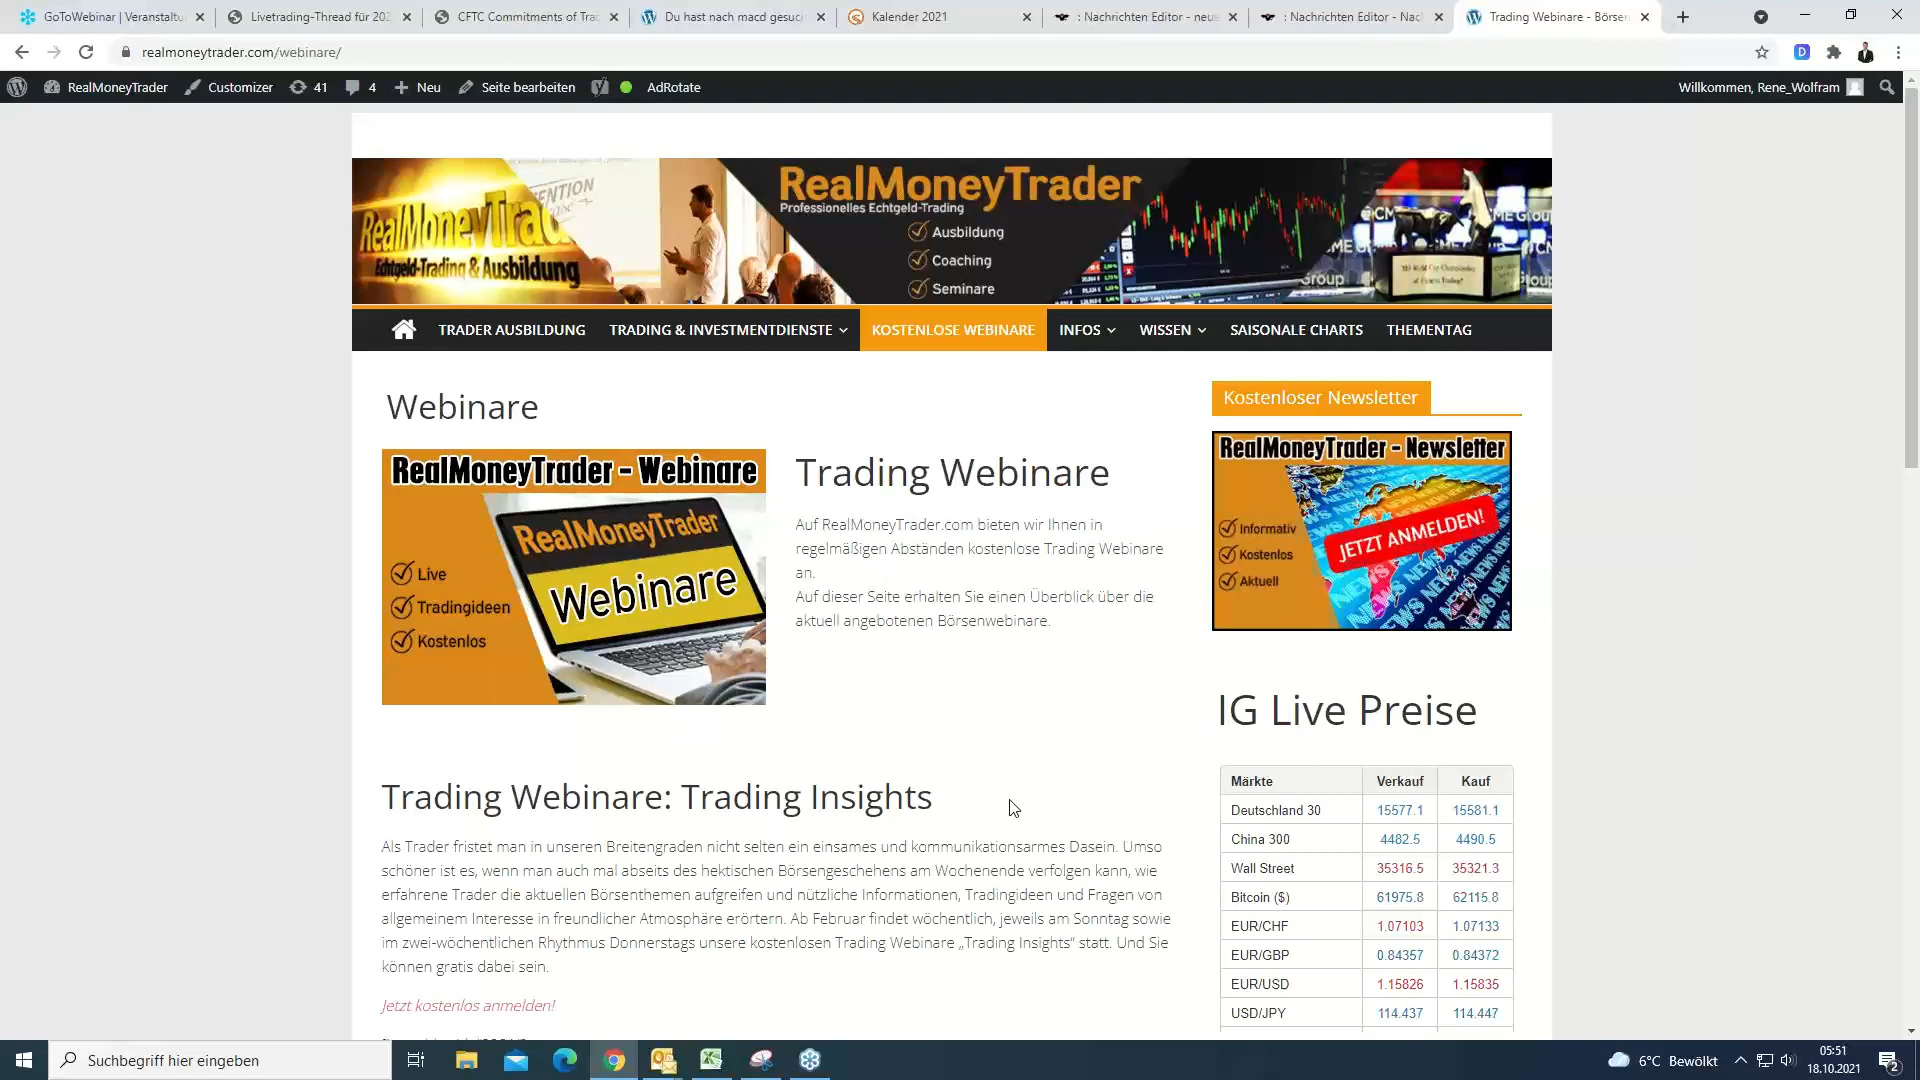 GoToWebinar | Veranstaltu
Livetrading-Thread für 202
CFTC Commitments of Trad
Du hast nach macd gesuch
Kalender 2021
: Nachrichten Editor - neue
: Nachrichten Editor - Nach
Trading Webinare - Börsen
realmoneytrader.com/webinare/
RealMoneyTrader
Customizer
41
4
Neu
Seite bearbeiten
AdRotate
Willkommen, Rene_Wolfram
RealMoneyTra
Echtgeld-Trading & Ausbildung
RealMoneyTrader
Professionelles Echtgeld-Trading
Ausbildung
Coaching
Seminare
TRADER AUSBILDUNG
TRADING & INVESTMENTDIENSTE
KOSTENLOSE WEBINARE
INFOS
WISSEN
SAISONALE CHARTS
THEMENTAG
Webinare
RealMoneyTrader - Webinare
RealMoneyTrader
Webinare
Live
Tradingideen
Kostenlos
Trading Webinare
Auf RealMoneyTrader.com bieten wir Ihnen in
regelmäßigen Abständen kostenlose Trading Webinare
an.
Auf dieser Seite erhalten Sie einen Überblick über die
aktuell angebotenen Börsenwebinare.
Trading Webinare: Trading Insights
Als Trader fristet man in unseren Breitengraden nicht selten ein einsames und kommunikationsarmes Dasein. Umso
schöner ist es, wenn man auch mal abseits des hektischen Börsengeschehens am Wochenende verfolgen kann, wie
erfahrene Trader die aktuellen Börsenthemen aufgreifen und nützliche Informationen, Tradingideen und Fragen von
allgemeinem Interesse in freundlicher Atmosphäre erörtern. Ab Februar findet wöchentlich, jeweils am Sonntag sowie
im zwei-wöchentlichen Rhythmus Donnerstags unsere kostenlosen Trading Webinare „Trading Insights“ statt. Und Sie
können gratis dabei sein.
Jetzt kostenlos anmelden!
Kostenloser Newsletter
RealMoneyTrader - Newsletter
Informativ
Kostenlos
Aktuell
JETZT ANMELDEN!
IG Live Preise
Märkte Verkauf Kauf
Deutschland 30 15577.1 15581.1
China 300 4482.5 4490.5
Wall Street 35316.5 35321.3
Bitcoin ($) 61975.8 62115.8
EUR/CHF 1.07103 1.07133
EUR/GBP 0.84357 0.84372
EUR/USD 1.15826 1.15835
USD/JPY 114.437 114.447
Suchbegriff hier eingeben
6°C Bewölkt
05:51
18.10.2021
2